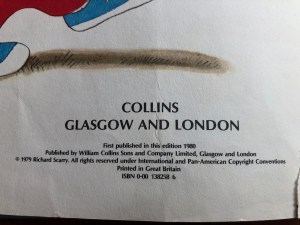 COLLINS
GLASGOW AND LONDON
First published in this edition 1980
Published by William Collins Sons and Company Limited, Glasgow and London
© 1979 Richard Scarry. All rights reserved under International and Pan-American Copyright Conventions
Printed in Great Britain
ISBN 0-00 138258 6